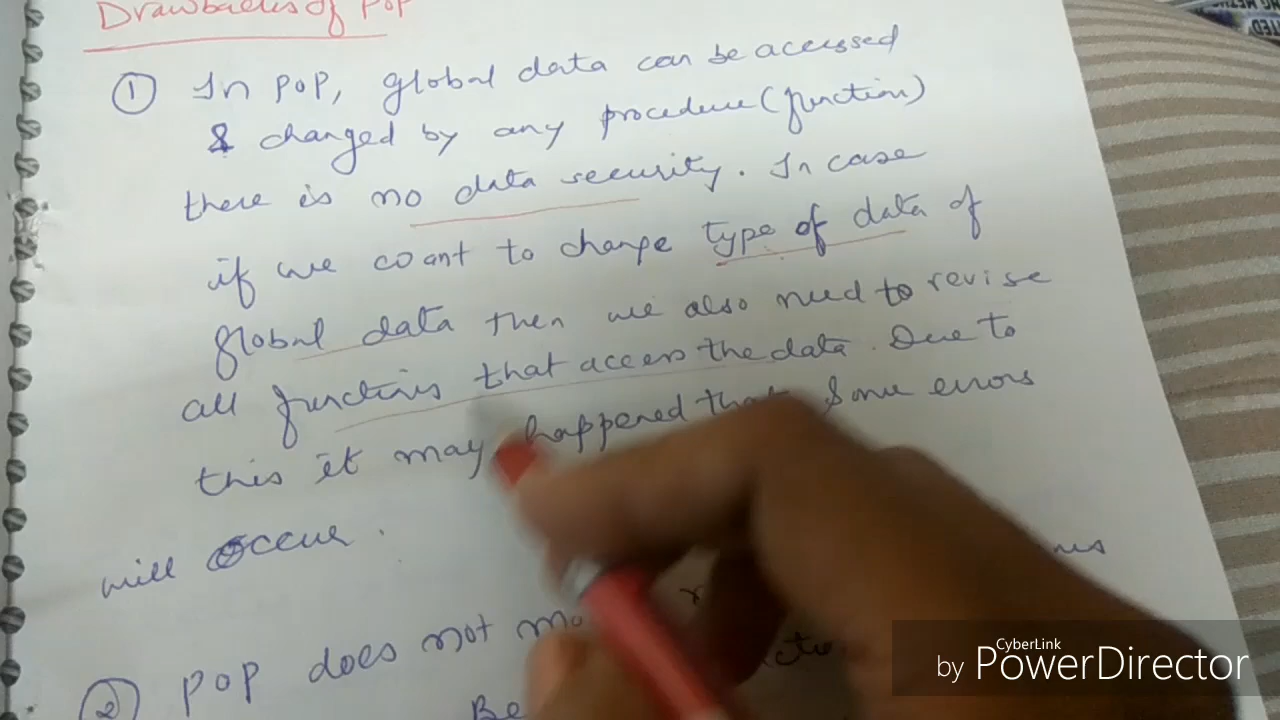 Drawbacks of POP
① In POP, global data can be acessed
& changed by any procedure (function)
there is no data security. In case
if we want to change type of data of
global data then we also need to revise
all functions that access the data. Due to
this it may happened that some errors
will occur.
② POP does not
Be
CyberLink
by PowerDirector